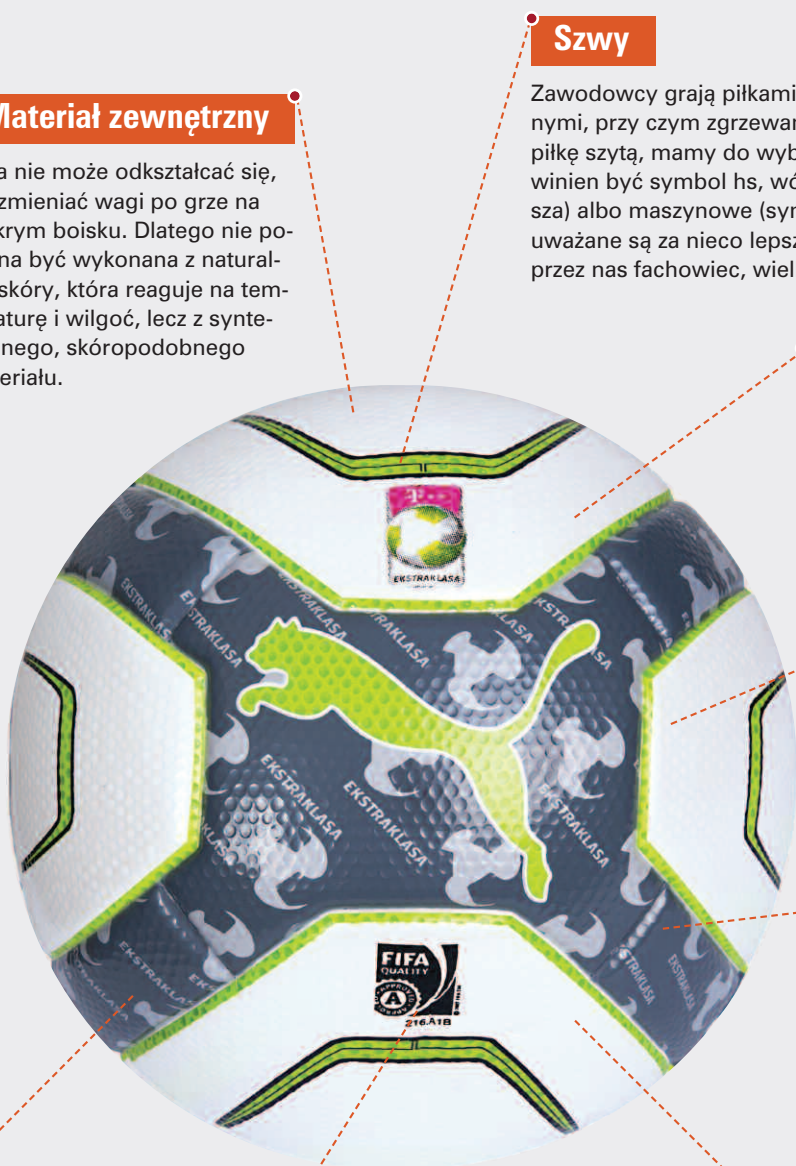 Szwy
Zawodowcy grają piłkami
nymi, przy czym zgrzewar
piłkę szytą, mamy do wyb
winien być symbol hs, wó
sza) albo maszynowe (syn
uważane są za nieco lepsz
przez nas fachowiec, wiel
Materiał zewnętrzny
a nie może odkształcać się,
zmieniać wagi po grze na
krym boisku. Dlatego nie po-
na być wykonana z natural-
skóry, która reaguje na tem-
aturę i wilgoć, lecz z synte-
nego, skóropodobnego
eriału.
EKSTRAKLASA
EKSTRAKLASA
EKSTRAKLASA
EKSTRAKLASA
EKSTRAKLASA
EKSTRAKLASA
EKSTRAKLASA
FIFA
QUALITY
APPROVED
A
216.A1B